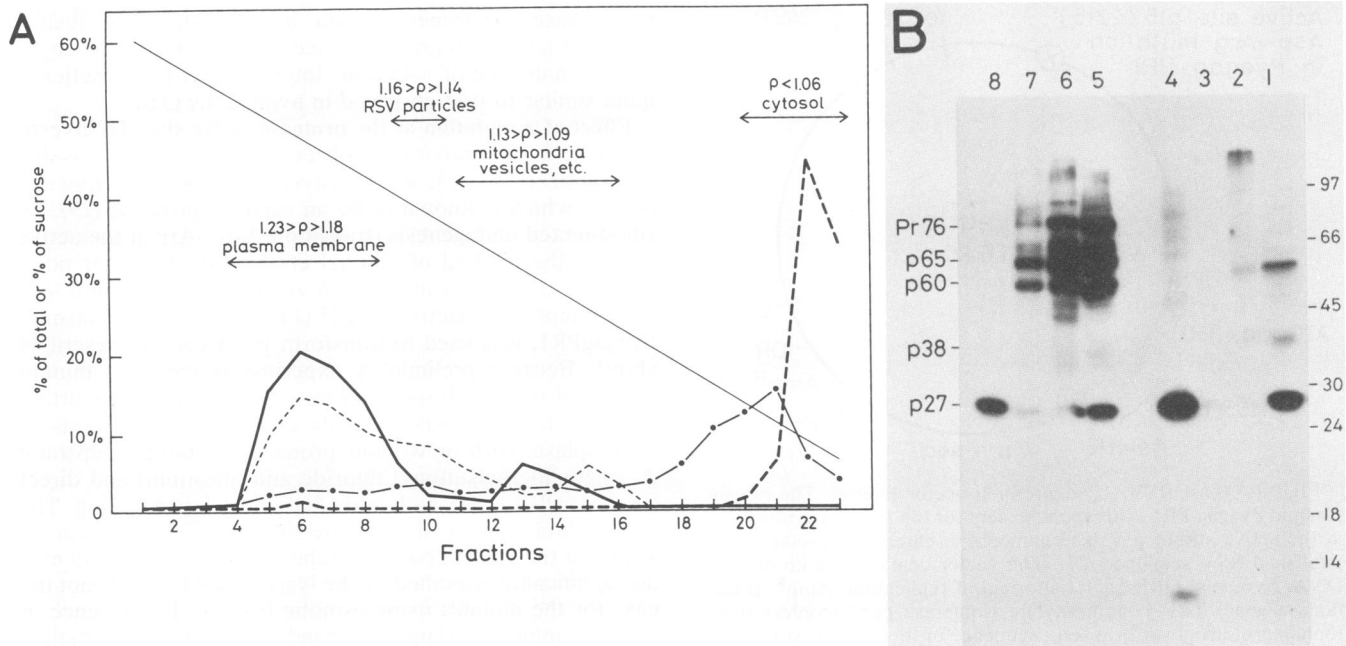 A
60%
50%
40%
30%
20%
10%
0
% of total or % of sucrose
1.16>ρ>1.14
RSV particles
ρ<1.06
cytosol
1.13>ρ>1.09
mitochondria
vesicles, etc.
1.23>ρ>1.18
plasma membrane
2 4 6 8 10 12 14 16 18 20 22
Fractions
B
8 7 6 5 4 3 2 1
Pr76
p65
p60
p38
p27
97
66
45
30
24
18
14